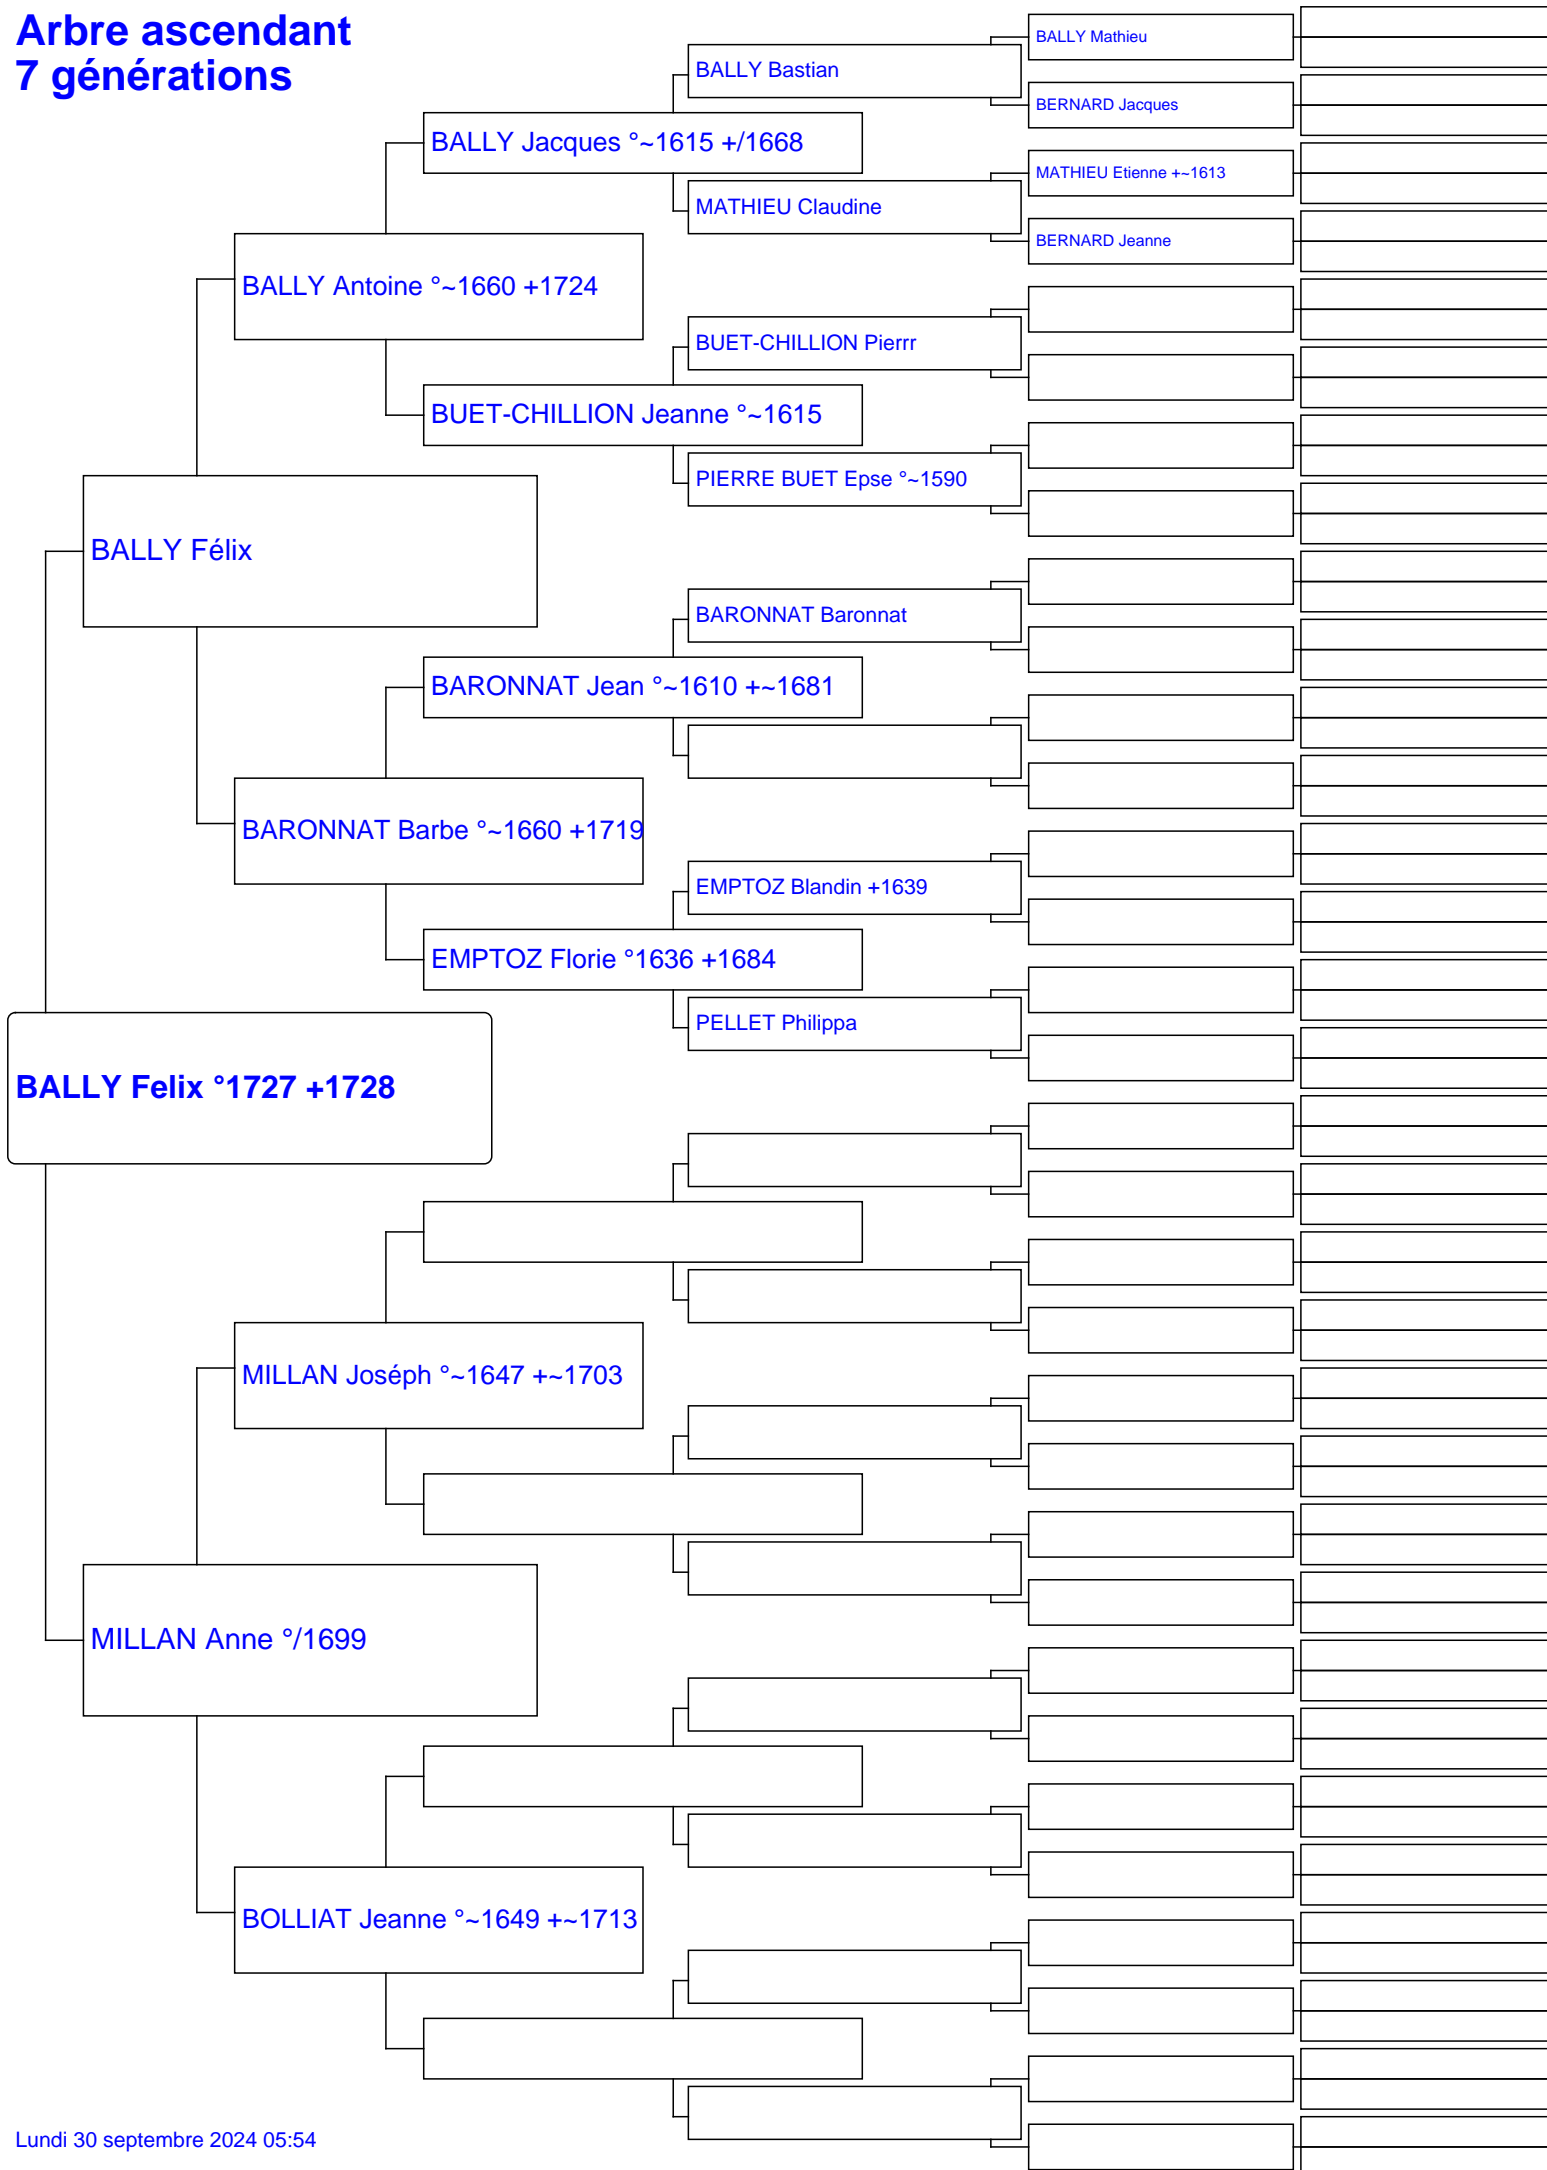 Arbre ascendant
7 générations
BALLY Mathieu
BALLY Bastian
BERNARD Jacques
BALLY Jacques °~1615 +/1668
MATHIEU Etienne +~1613
MATHIEU Claudine
BERNARD Jeanne
BALLY Antoine °~1660 +1724
BUET-CHILLION Pierrr
BUET-CHILLION Jeanne °~1615
PIERRE BUET Epse °~1590
BALLY Félix
BARONNAT Baronnat
BARONNAT Jean °~1610 +~1681
BARONNAT Barbe °~1660 +1719
EMPTOZ Blandin +1639
EMPTOZ Florie °1636 +1684
PELLET Philippa
BALLY Felix °1727 +1728
MILLAN Joséph °~1647 +~1703
MILLAN Anne °/1699
BOLLIAT Jeanne °~1649 +~1713
Lundi 30 septembre 2024 05:54